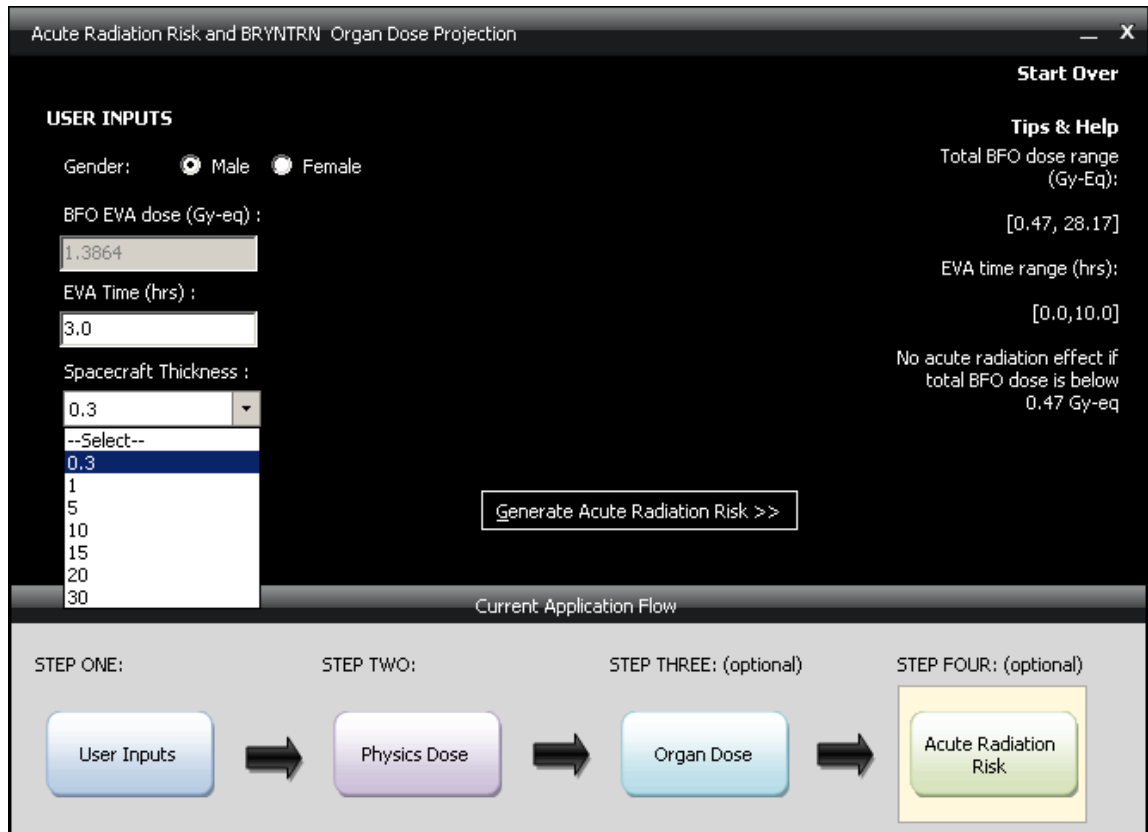 Acute Radiation Risk and BRYNTRN Organ Dose Projection
Start Over
USER INPUTS
Gender: Male Female
BFO EVA dose (Gy-eq) :
1.3864
EVA Time (hrs) :
3.0
Spacecraft Thickness :
0.3
--Select--
0.3
1
5
10
15
20
30
Tips & Help
Total BFO dose range
(Gy-Eq):
[0.47, 28.17]
EVA time range (hrs):
[0.0,10.0]
No acute radiation effect if
total BFO dose is below
0.47 Gy-eq
Generate Acute Radiation Risk >>
Current Application Flow
STEP ONE:
User Inputs
STEP TWO:
Physics Dose
STEP THREE: (optional)
Organ Dose
STEP FOUR: (optional)
Acute Radiation
Risk